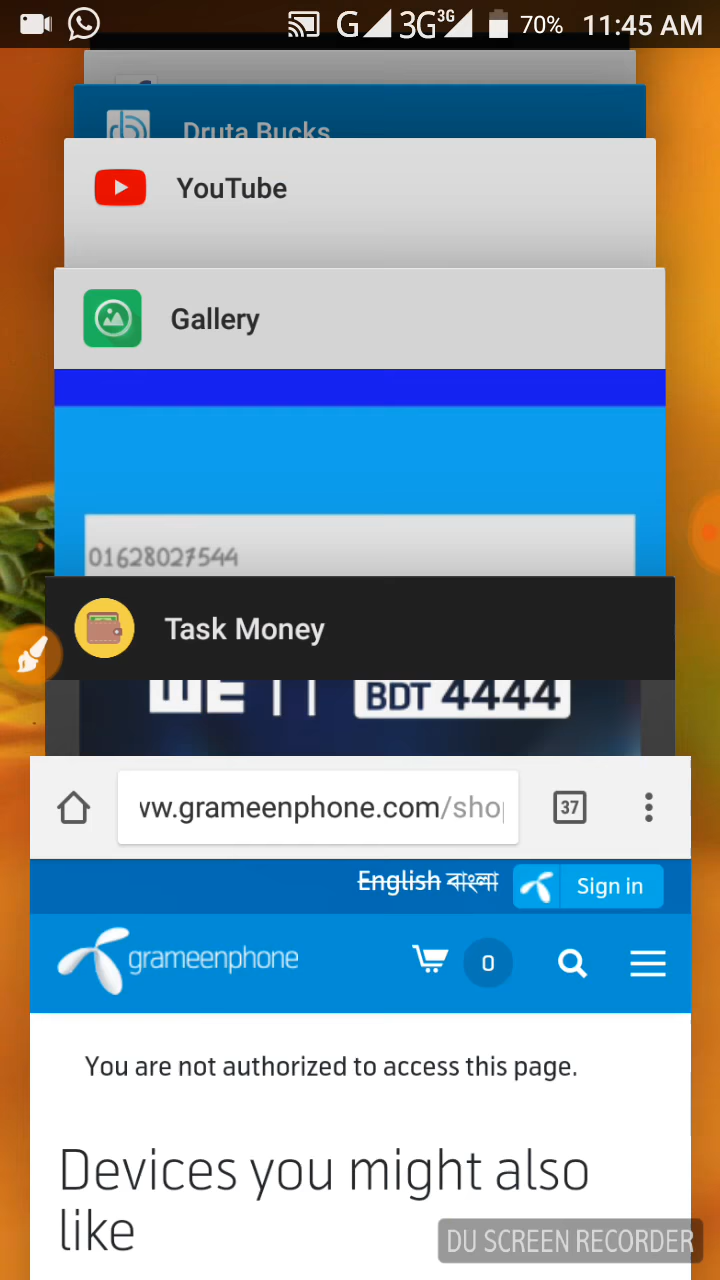 G 3G 3G 70% 11:45 AM
Druta Bucks
YouTube
Gallery
01628027544
Task Money
BDT 4444
37
vw.grameenphone.com/sho
English বাংলা Sign in
grameenphone 0
You are not authorized to access this page.
Devices you might also
like
DU SCREEN RECORDER